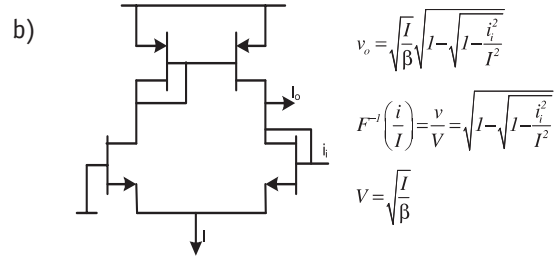 b)
v_o = √(I/β) √(1-√(1-i_i²/I²))
I_o
F⁻¹(i/I) = v/V = √(1-√(1-i_i²/I²))
i_i
V = √(I/β)
I